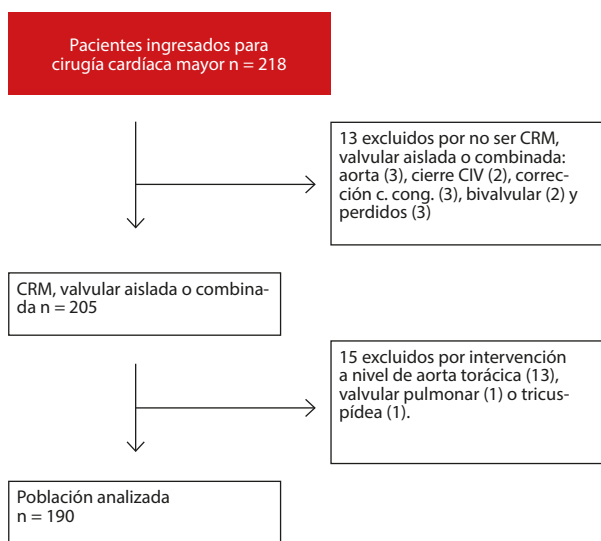 Pacientes ingresados para
cirugía cardíaca mayor n = 218
13 excluidos por no ser CRM,
valvular aislada o combinada:
aorta (3), cierre CIV (2), correc-
ción c. cong. (3), bivalvular (2) y
perdidos (3)
CRM, valvular aislada o combina-
da n = 205
15 excluidos por intervención
a nivel de aorta torácica (13),
valvular pulmonar (1) o tricus-
pídea (1).
Población analizada
n = 190